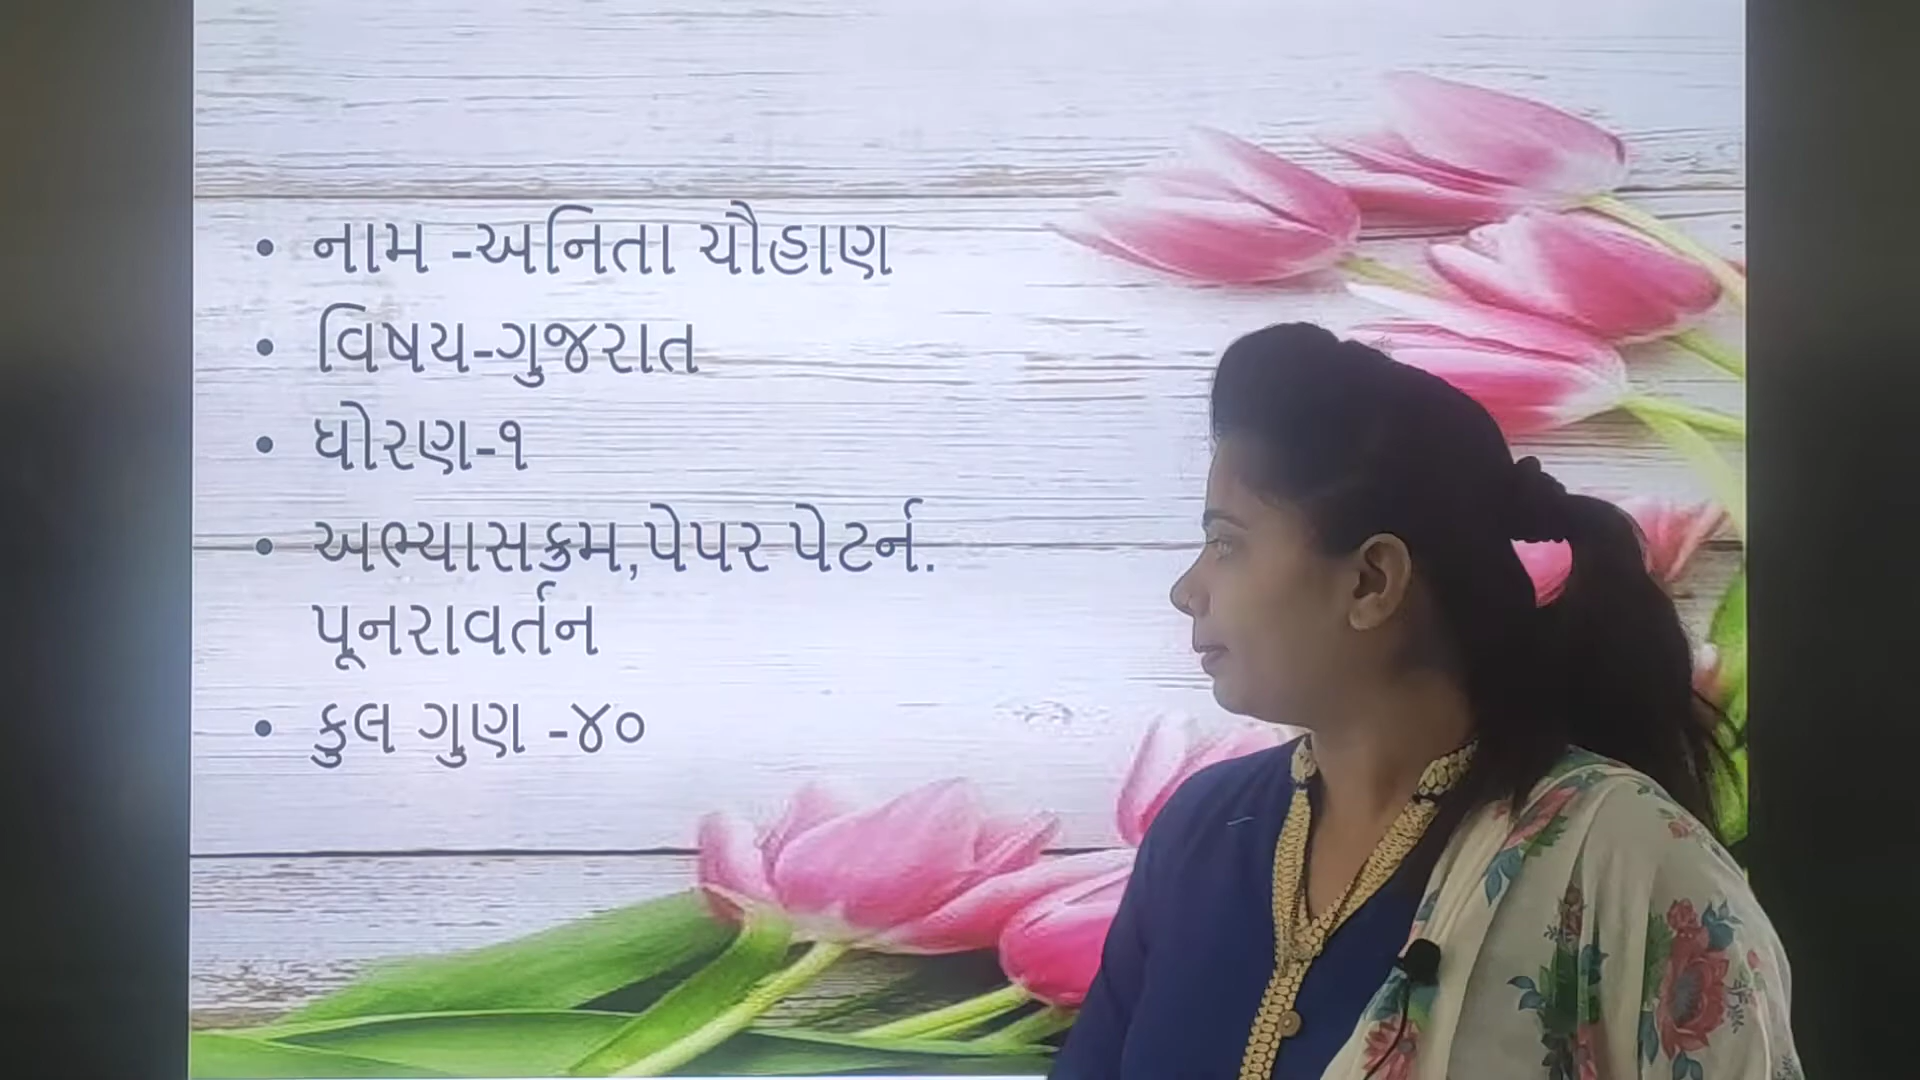 • નામ -અનિતા ચૌહાણ
• વિષય-ગુજરાત
• ઘોરણ-૧
• અભ્યાસક્રમ,પેપર પેટર્ન.
પૂનરાવર્તન
• કુલ ગુણ -૪૦